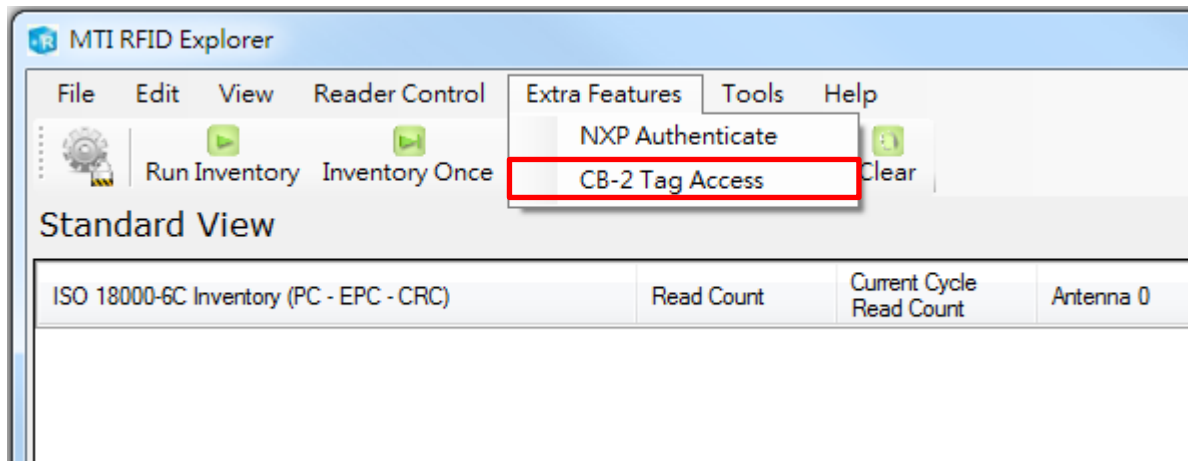 MTI RFID Explorer
File Edit View Reader Control Extra Features Tools Help
NXP Authenticate
CB-2 Tag Access
Run Inventory Inventory Once Clear
Standard View
ISO 18000-6C Inventory (PC - EPC - CRC) Read Count Current Cycle Read Count Antenna 0